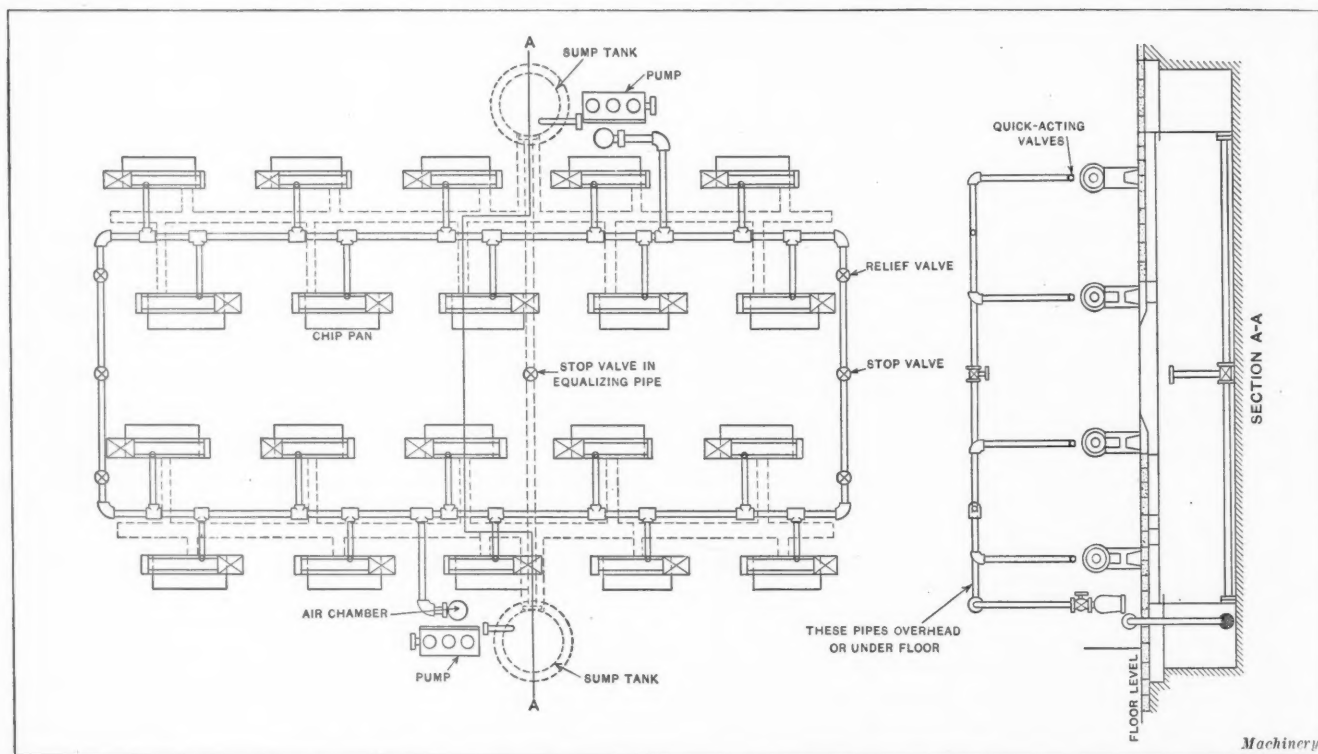 A
SUMP TANK
PUMP
QUICK-ACTING
VALVES
RELIEF VALVE
CHIP PAN
STOP VALVE IN
EQUALIZING PIPE
STOP VALVE
SECTION A-A
AIR CHAMBER
PUMP
SUMP TANK
A
THESE PIPES OVERHEAD
OR UNDER FLOOR
FLOOR LEVEL
Machinery